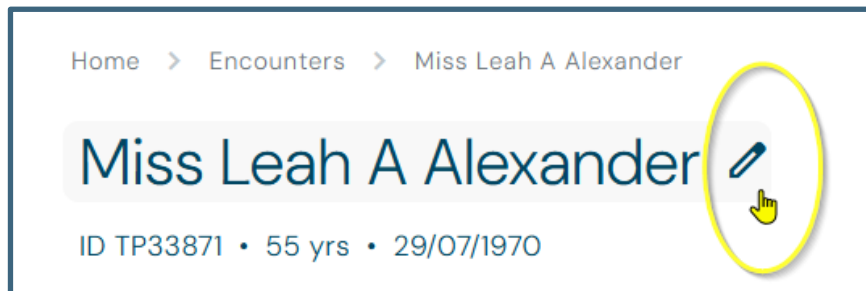 Home > Encounters > Miss Leah A Alexander
Miss Leah A Alexander
ID TP33871 • 55 yrs • 29/07/1970